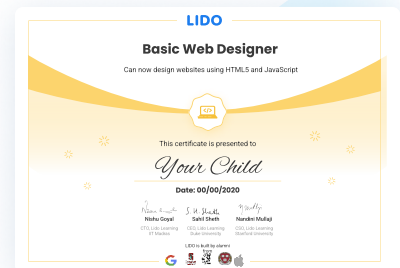 LIDO
Basic Web Designer
Can now design websites using HTML5 and JavaScript
</>
This certificate is presented to
Your Child
Date: 00/00/2020
Nishu Goyal
Sahil Sheth
Nandini Mullaji
CTO, Lido Learning
CEO, Lido Learning
CSO, Lido Learning
IIT Madras
Duke University
Stanford University
LIDO is built by alumni
from